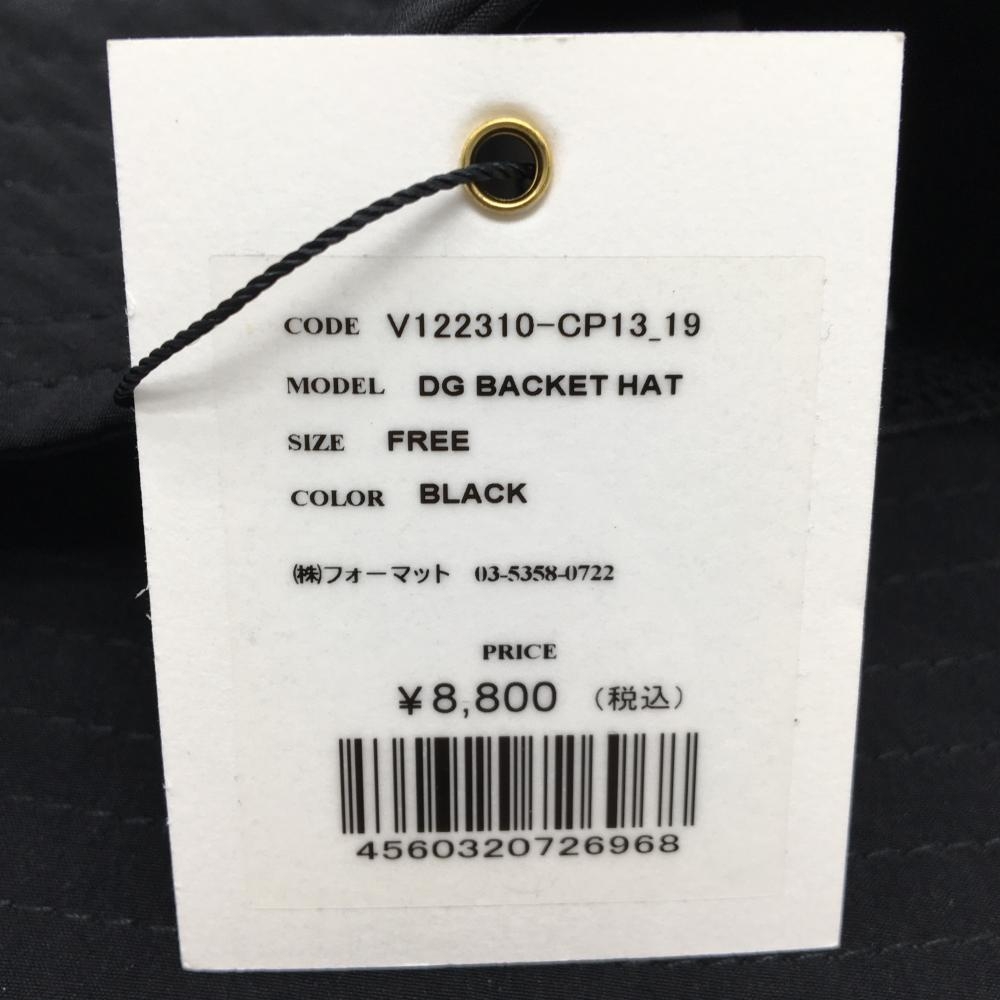 CODE V122310-CP13_19
MODEL DG BACKET HAT
SIZE FREE
COLOR BLACK
㈱フォーマット 03-5358-0722
PRICE
¥8,800 (税込)
4560320726968